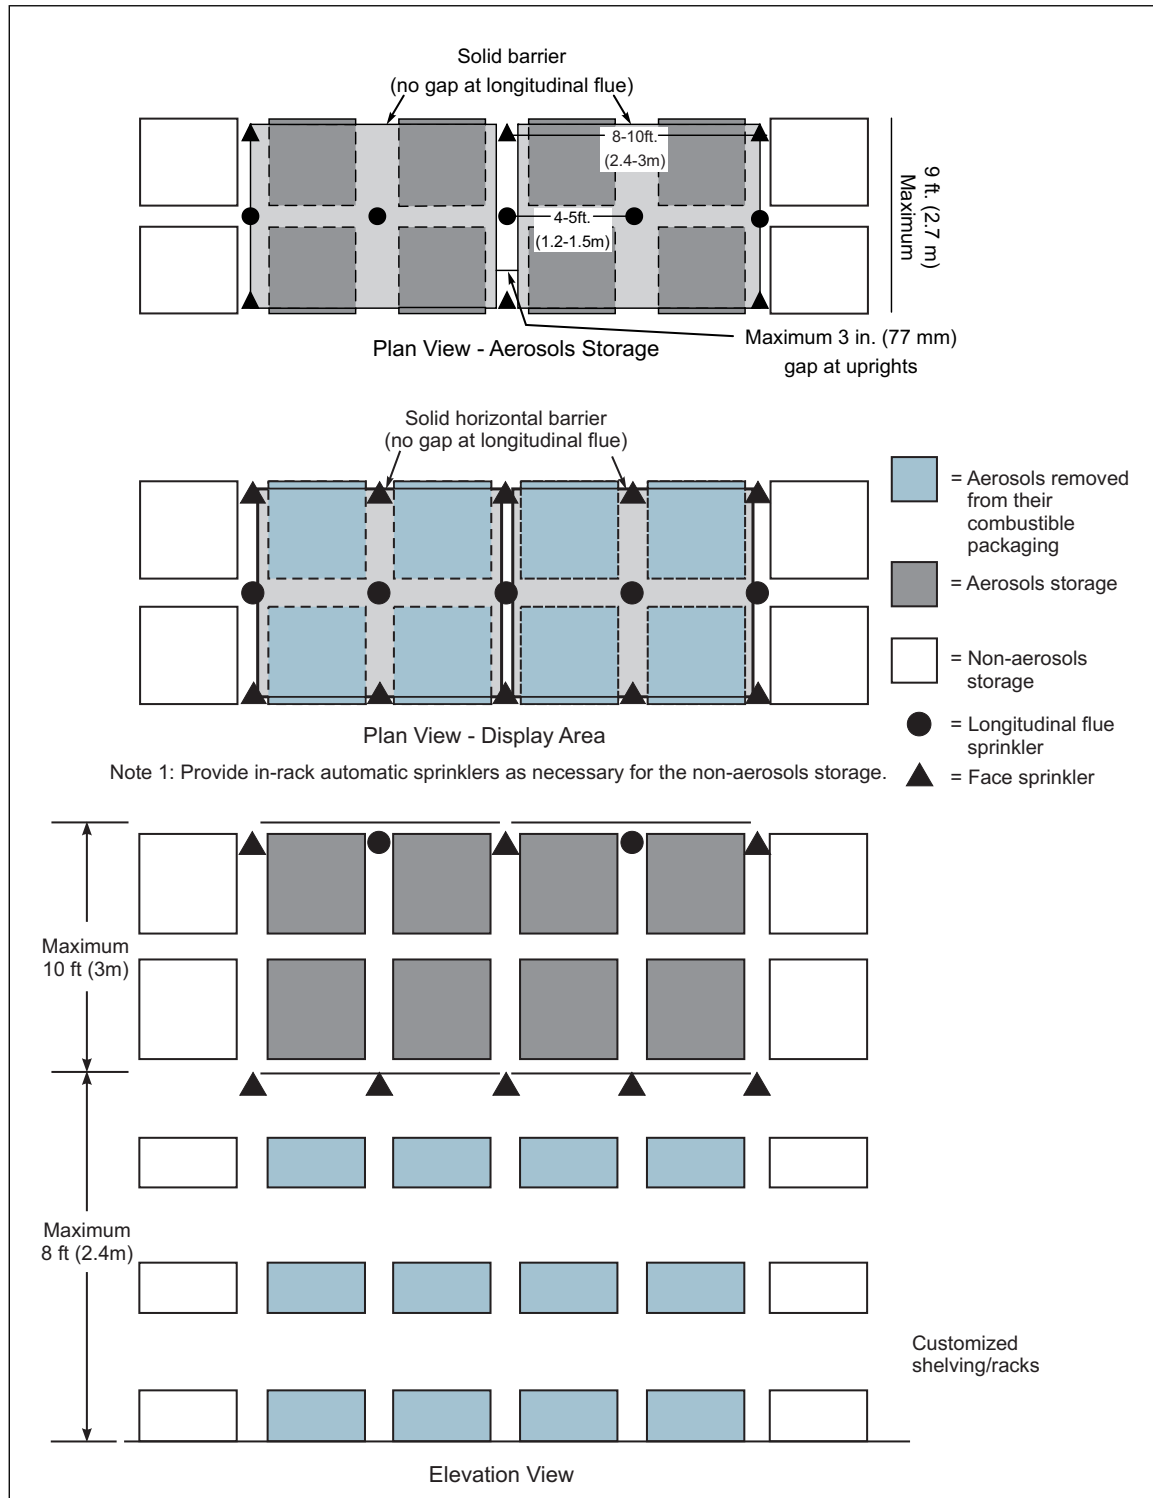 Solid barrier
(no gap at longitudinal flue)
8-10ft.
(2.4-3m)
4-5ft.
(1.2-1.5m)
9 ft. (2.7 m)
Maximum
Plan View - Aerosols Storage
Maximum 3 in. (77 mm)
gap at uprights
Solid horizontal barrier
(no gap at longitudinal flue)
= Aerosols removed
from their
combustible
packaging
= Aerosols storage
= Non-aerosols
storage
= Longitudinal flue
sprinkler
= Face sprinkler
Plan View - Display Area
Note 1: Provide in-rack automatic sprinklers as necessary for the non-aerosols storage.
Maximum
10 ft (3m)
Maximum
8 ft (2.4m)
Customized
shelving/racks
Elevation View